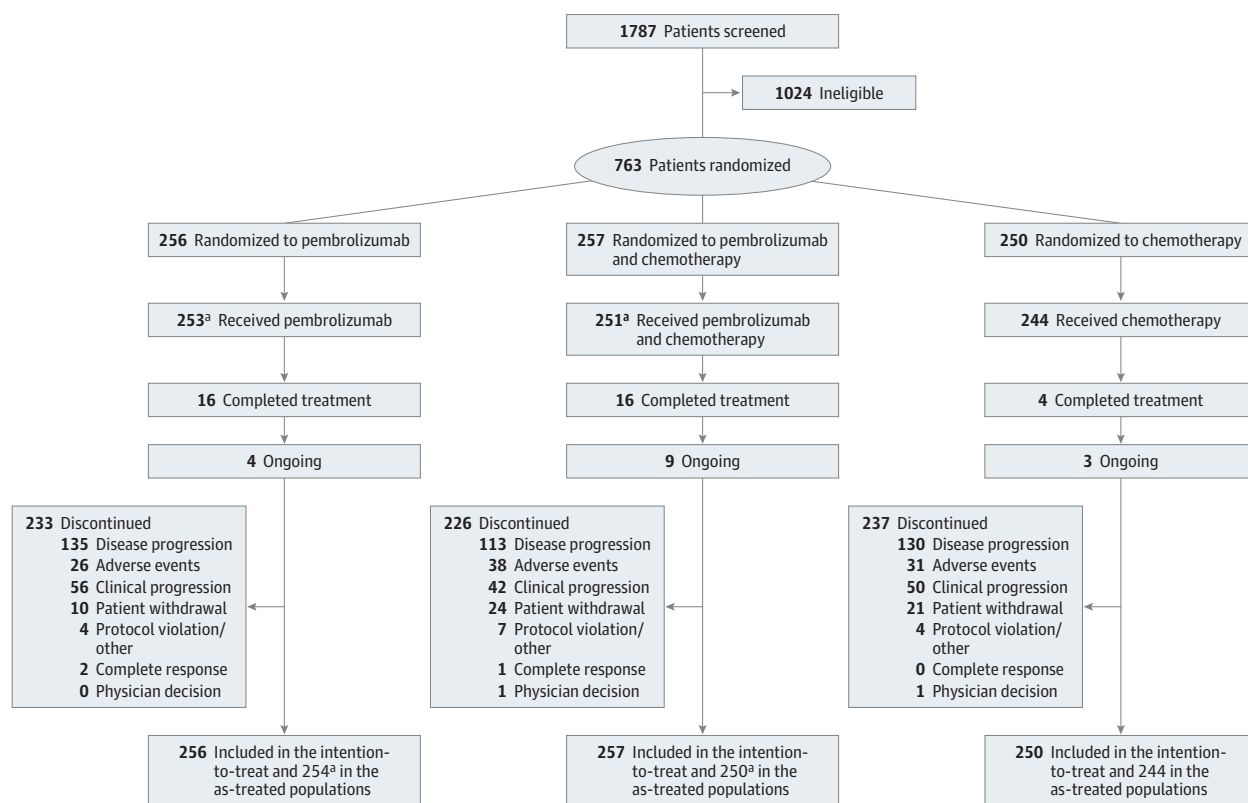 1787 Patients screened
1024 Ineligible
763 Patients randomized
256 Randomized to pembrolizumab
253a Received pembrolizumab
16 Completed treatment
4 Ongoing
233 Discontinued
135 Disease progression
26 Adverse events
56 Clinical progression
10 Patient withdrawal
4 Protocol violation/
other
2 Complete response
0 Physician decision
256 Included in the intention-
to-treat and 254a in the
as-treated populations
257 Randomized to pembrolizumab
and chemotherapy
251a Received pembrolizumab
and chemotherapy
16 Completed treatment
9 Ongoing
226 Discontinued
113 Disease progression
38 Adverse events
42 Clinical progression
24 Patient withdrawal
7 Protocol violation/
other
1 Complete response
1 Physician decision
257 Included in the intention-
to-treat and 250a in the
as-treated populations
250 Randomized to chemotherapy
244 Received chemotherapy
4 Completed treatment
3 Ongoing
237 Discontinued
130 Disease progression
31 Adverse events
50 Clinical progression
21 Patient withdrawal
4 Protocol violation/
other
0 Complete response
1 Physician decision
250 Included in the intention-
to-treat and 244 in the
as-treated populations